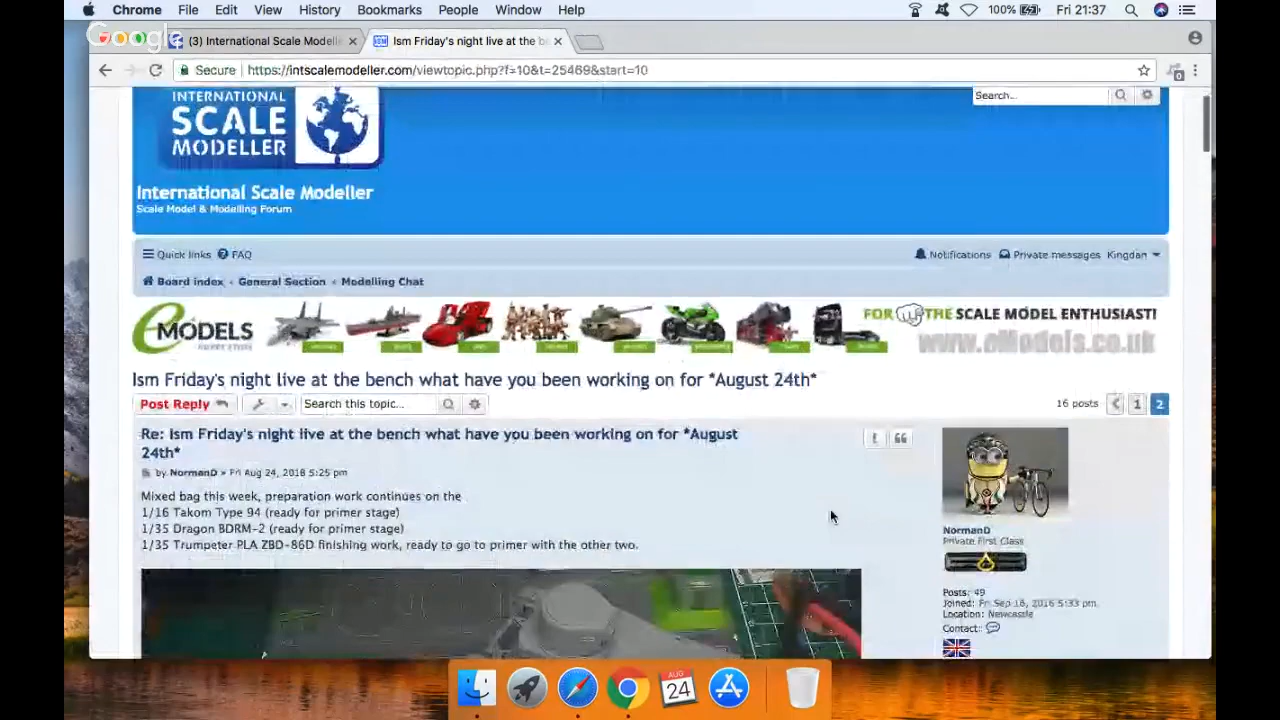 Chrome File Edit View History Bookmarks People Window Help 100% Fri 21:37
Google
(3) International Scale Modelle
Ism Friday's night live at the be
Secure https://intscalemodeller.com/viewtopic.php?f=10&t=25469&start=10
0
INTERNATIONAL
SCALE
MODELLER
Search...
International Scale Modeller
Scale Model & Modelling Forum
Quick links FAQ Notifications Private messages Kingdan
Board index ‹ General Section ‹ Modelling Chat
eMODELS
FOR THE SCALE MODEL ENTHUSIAST!
www.eModels.co.uk
Ism Friday's night live at the bench what have you been working on for *August 24th*
Post Reply Search this topic... 16 posts 1 2
Re: Ism Friday's night live at the bench what have you been working on for *August
24th*
by NormanD » Fri Aug 24, 2018 5:25 pm
Mixed bag this week, preparation work continues on the
1/16 Takom Type 94 (ready for primer stage)
1/35 Dragon BDRM-2 (ready for primer stage)
1/35 Trumpeter PLA ZBD-86D finishing work, ready to go to primer with the other two.
NormanD
Private First Class
Posts: 49
Joined: Fri Sep 16, 2016 5:33 pm
Location: Newcastle
Contact:
AUG
24